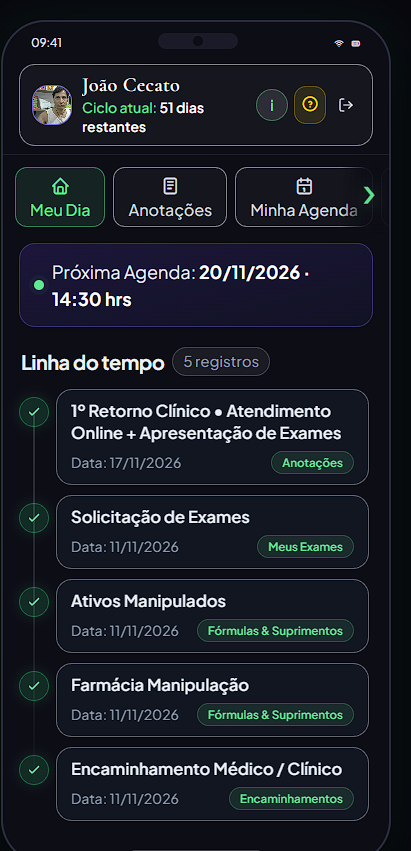 09:41
João Cecato
Ciclo atual: 51 dias
restantes
i
?
Meu Dia
Anotações
Minha Agenda
Próxima Agenda: 20/11/2026 ·
14:30 hrs
Linha do tempo
5 registros
1º Retorno Clínico • Atendimento
Online + Apresentação de Exames
Data: 17/11/2026
Anotações
Solicitação de Exames
Data: 11/11/2026
Meus Exames
Ativos Manipulados
Data: 11/11/2026
Fórmulas & Suprimentos
Farmácia Manipulação
Data: 11/11/2026
Fórmulas & Suprimentos
Encaminhamento Médico / Clínico
Data: 11/11/2026
Encaminhamentos